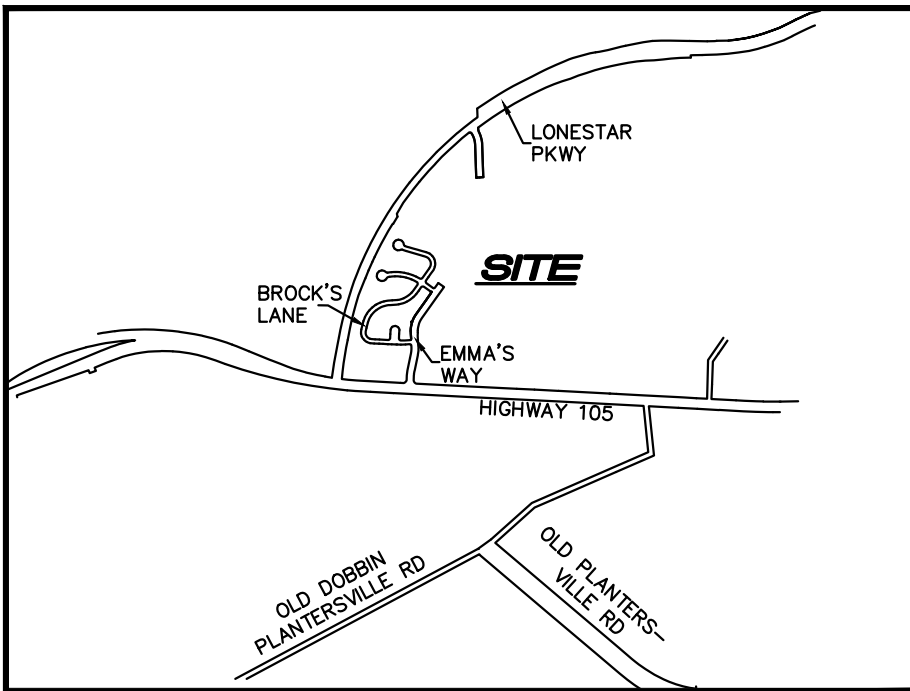 LONESTAR
PKWY
SITE
BROCK'S
LANE
EMMA'S
WAY
HIGHWAY 105
OLD DOBBIN
PLANTERSVILLE RD
OLD PLANTERS-
VILLE RD